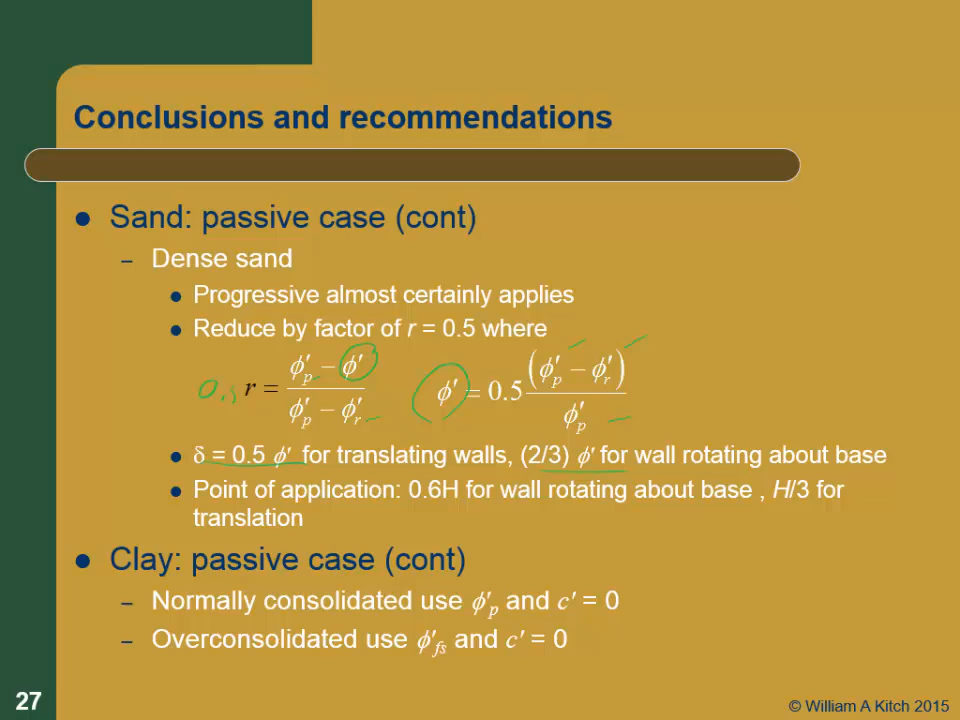 Conclusions and recommendations
● Sand: passive case (cont)
– Dense sand
● Progressive almost certainly applies
● Reduce by factor of r = 0.5 where
0.5 r = (ϕ′p − ϕ′) / (ϕ′p − ϕ′r) ϕ′ = 0.5 (ϕ′p − ϕ′r) / ϕ′p
● δ = 0.5 ϕ′ for translating walls, (2/3) ϕ′ for wall rotating about base
● Point of application: 0.6H for wall rotating about base , H/3 for
translation
● Clay: passive case (cont)
– Normally consolidated use ϕ′p and c′ = 0
– Overconsolidated use ϕ′fs and c′ = 0
27
© William A Kitch 2015